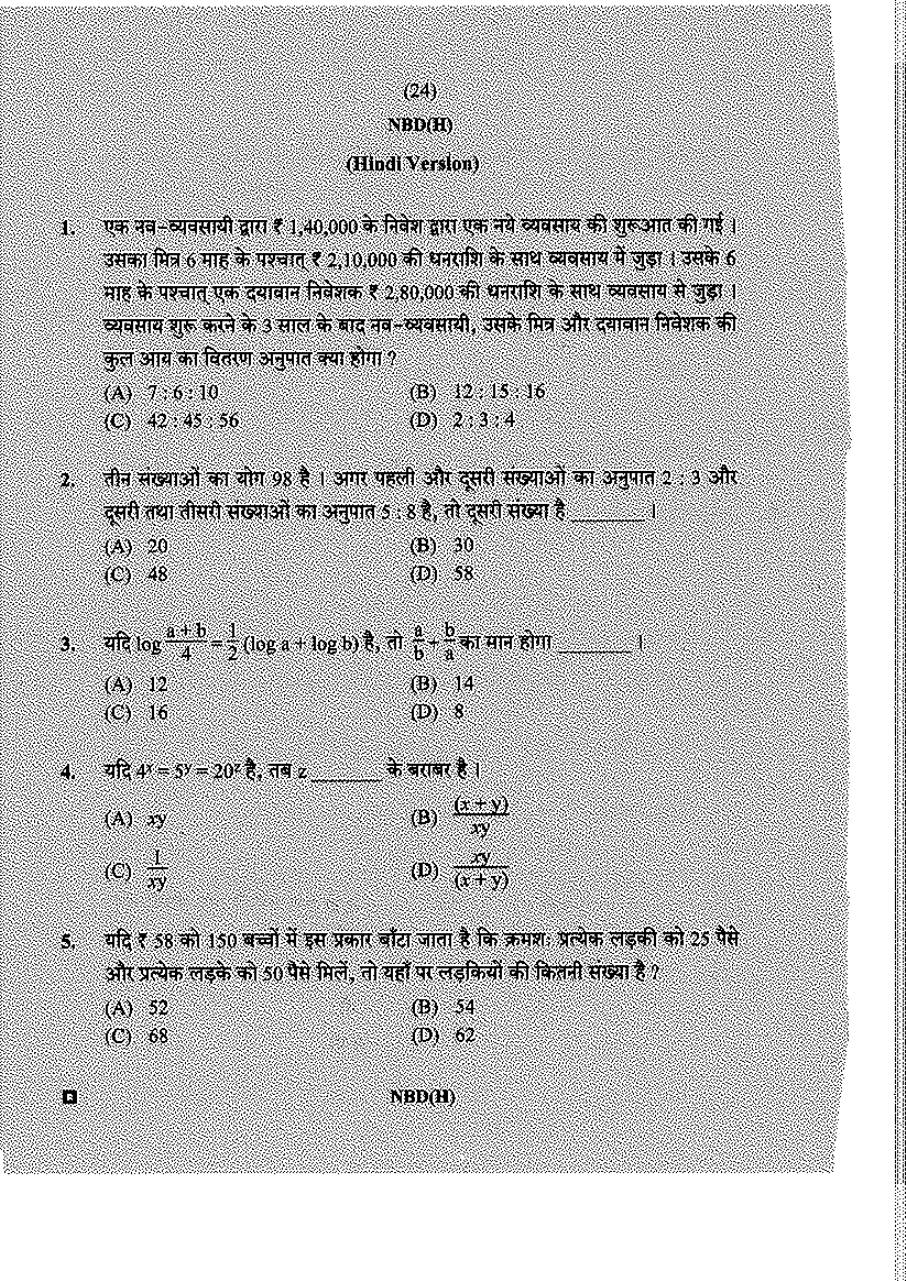 (24)
NBD(H)
(Hindi Version)
1. एक नव-व्यवसायी द्वारा ₹ 1,40,000 के निवेश द्वारा एक नये व्यवसाय की शुरूआत की गई ।
उसका मित्र 6 माह के पश्चात् ₹ 2,10,000 की धनराशि के साथ व्यवसाय में जुड़ा । उसके 6
माह के पश्चात् एक दयावान निवेशक ₹ 2,80,000 की धनराशि के साथ व्यवसाय से जुड़ा ।
व्यवसाय शुरू करने के 3 साल के बाद नव-व्यवसायी, उसके मित्र और दयावान निवेशक की
कुल आय का वितरण अनुपात क्या होगा ?
(A) 7 : 6 : 10 (B) 12 : 15 : 16
(C) 42 : 45 : 56 (D) 2 : 3 : 4
2. तीन संख्याओं का योग 98 है । अगर पहली और दूसरी संख्याओं का अनुपात 2 : 3 और
दूसरी तथा तीसरी संख्याओं का अनुपात 5 : 8 है, तो दूसरी संख्या है ________ ।
(A) 20 (B) 30
(C) 48 (D) 58
3. यदि log (a + b)/4 = 1/2 (log a + log b) है, तो a/b + b/a का मान होगा ________ ।
(A) 12 (B) 14
(C) 16 (D) 8
4. यदि 4ˣ = 5ʸ = 20ᶻ है, तब z ________ के बराबर है ।
(A) xy (B) (x + y)/xy
(C) 1/xy (D) xy/(x + y)
5. यदि ₹ 58 को 150 बच्चों में इस प्रकार बाँटा जाता है कि क्रमशः प्रत्येक लड़की को 25 पैसे
और प्रत्येक लड़के को 50 पैसे मिलें, तो यहाँ पर लड़कियों की कितनी संख्या है ?
(A) 52 (B) 54
(C) 68 (D) 62
NBD(H)